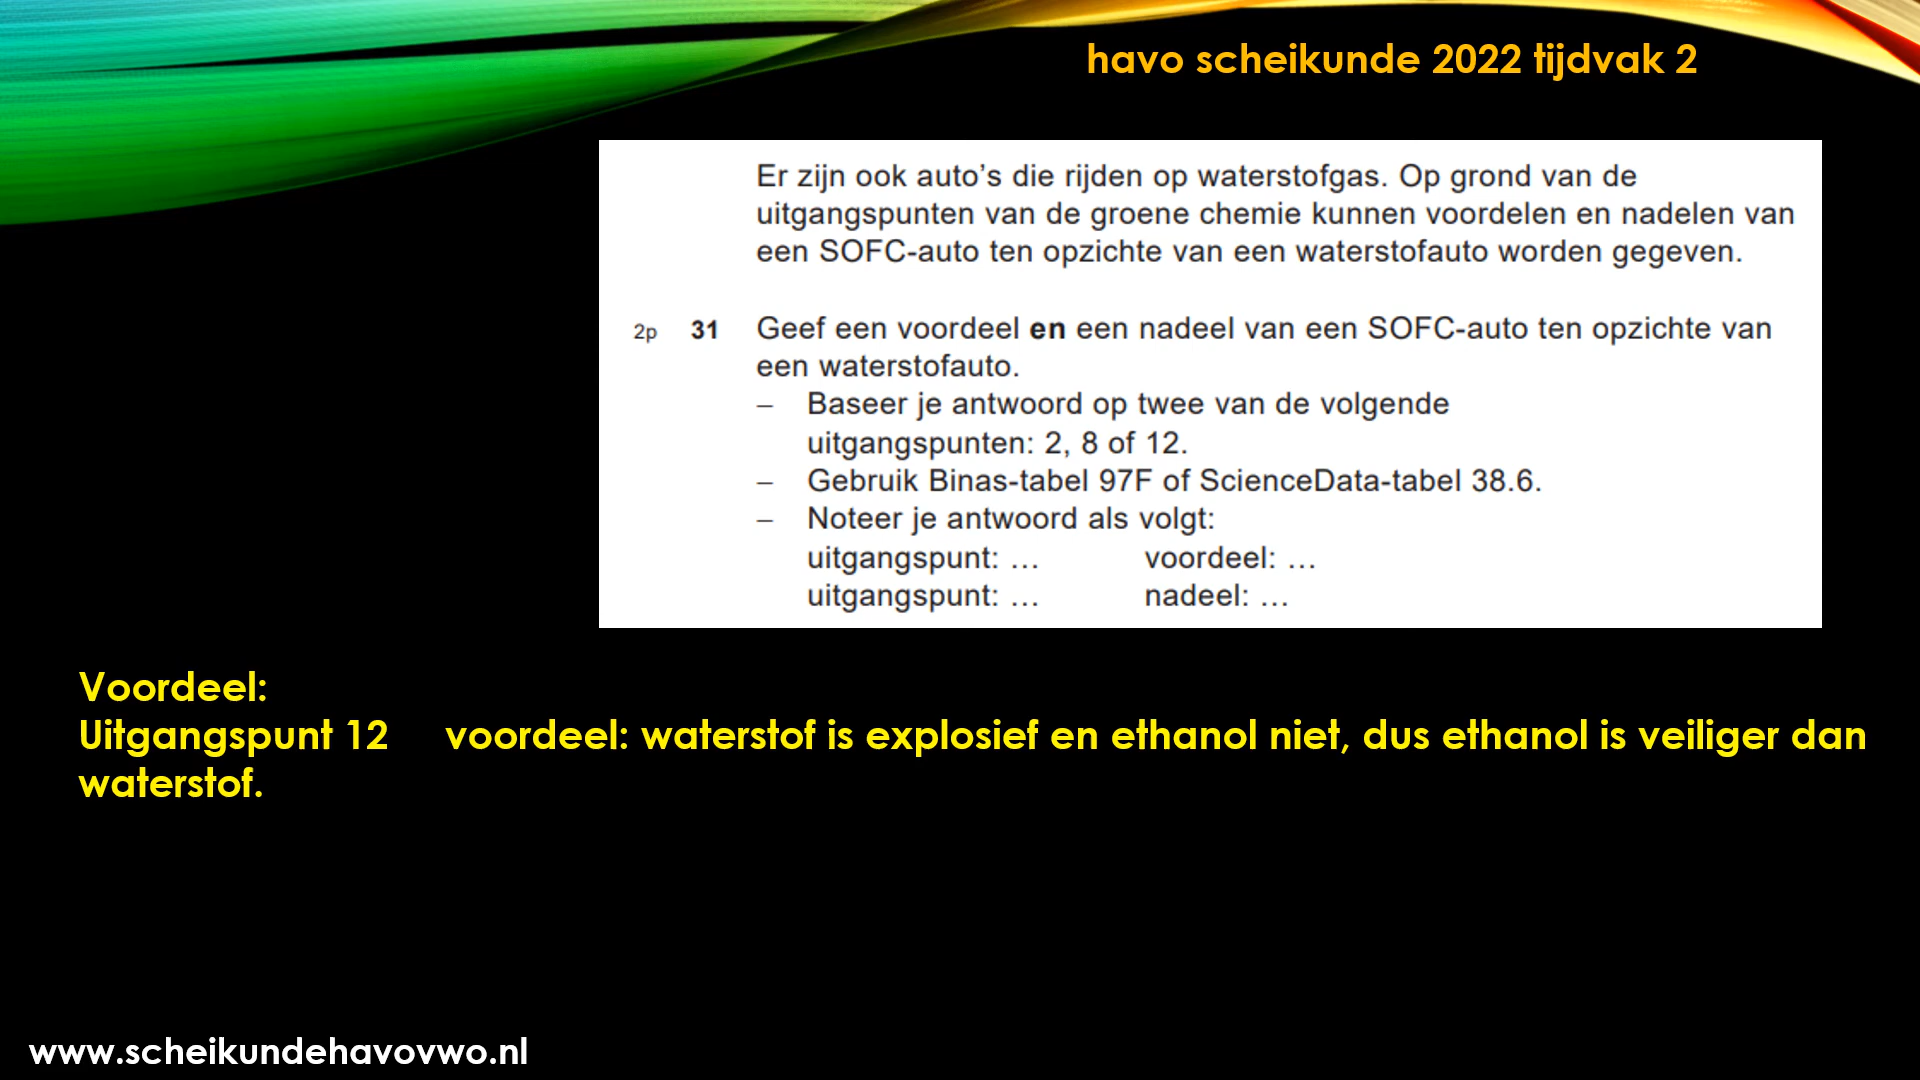 havo scheikunde 2022 tijdvak 2
Er zijn ook auto’s die rijden op waterstofgas. Op grond van de
uitgangspunten van de groene chemie kunnen voordelen en nadelen van
een SOFC-auto ten opzichte van een waterstofauto worden gegeven.
2p 31 Geef een voordeel en een nadeel van een SOFC-auto ten opzichte van
een waterstofauto.
– Baseer je antwoord op twee van de volgende
uitgangspunten: 2, 8 of 12.
– Gebruik Binas-tabel 97F of ScienceData-tabel 38.6.
– Noteer je antwoord als volgt:
uitgangspunt: … voordeel: …
uitgangspunt: … nadeel: …
Voordeel:
Uitgangspunt 12 voordeel: waterstof is explosief en ethanol niet, dus ethanol is veiliger dan
waterstof.
www.scheikundehavovwo.nl